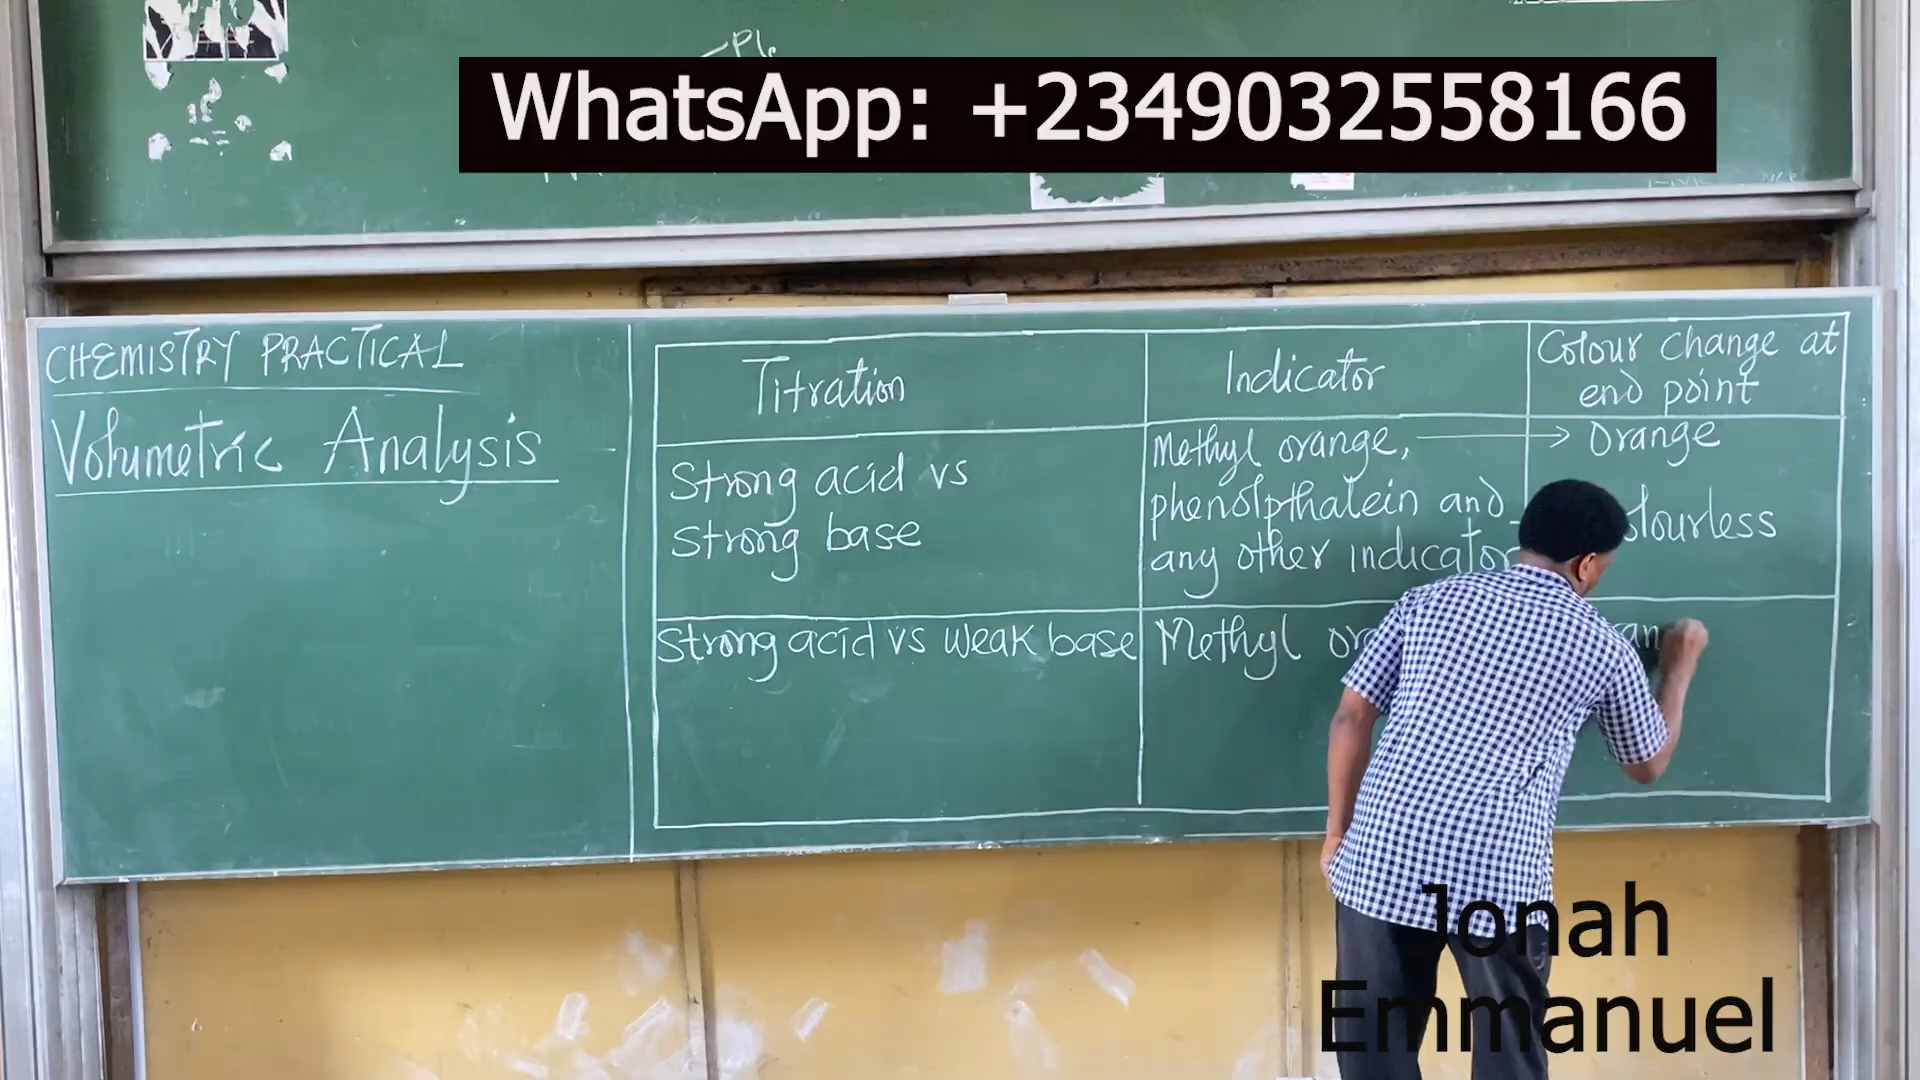 WhatsApp: +2349032558166
CHEMISTRY PRACTICAL
Volumetric Analysis
Titration
Indicator
Colour change at
end point
Strong acid vs
strong base
Methyl orange,
phenolpthalein and
any other indicator
→ Orange
lourless
Strong acid vs weak base
Methyl
Jonah
Emmanuel